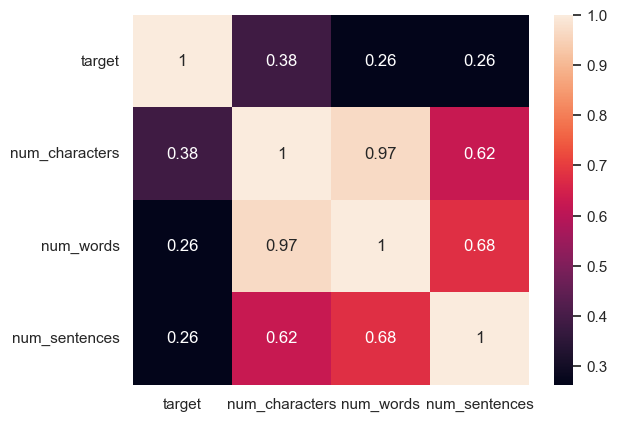 target 1 0.38 0.26 0.26
num_characters 0.38 1 0.97 0.62
num_words 0.26 0.97 1 0.68
num_sentences 0.26 0.62 0.68 1
target num_characters num_words num_sentences
1.0
0.9
0.8
0.7
0.6
0.5
0.4
0.3